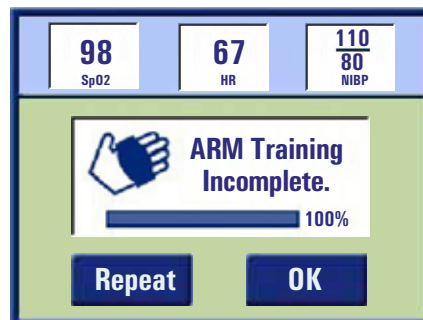 98
SpO2
67
HR
110
80
NIBP
ARM Training
Incomplete.
100%
Repeat
OK